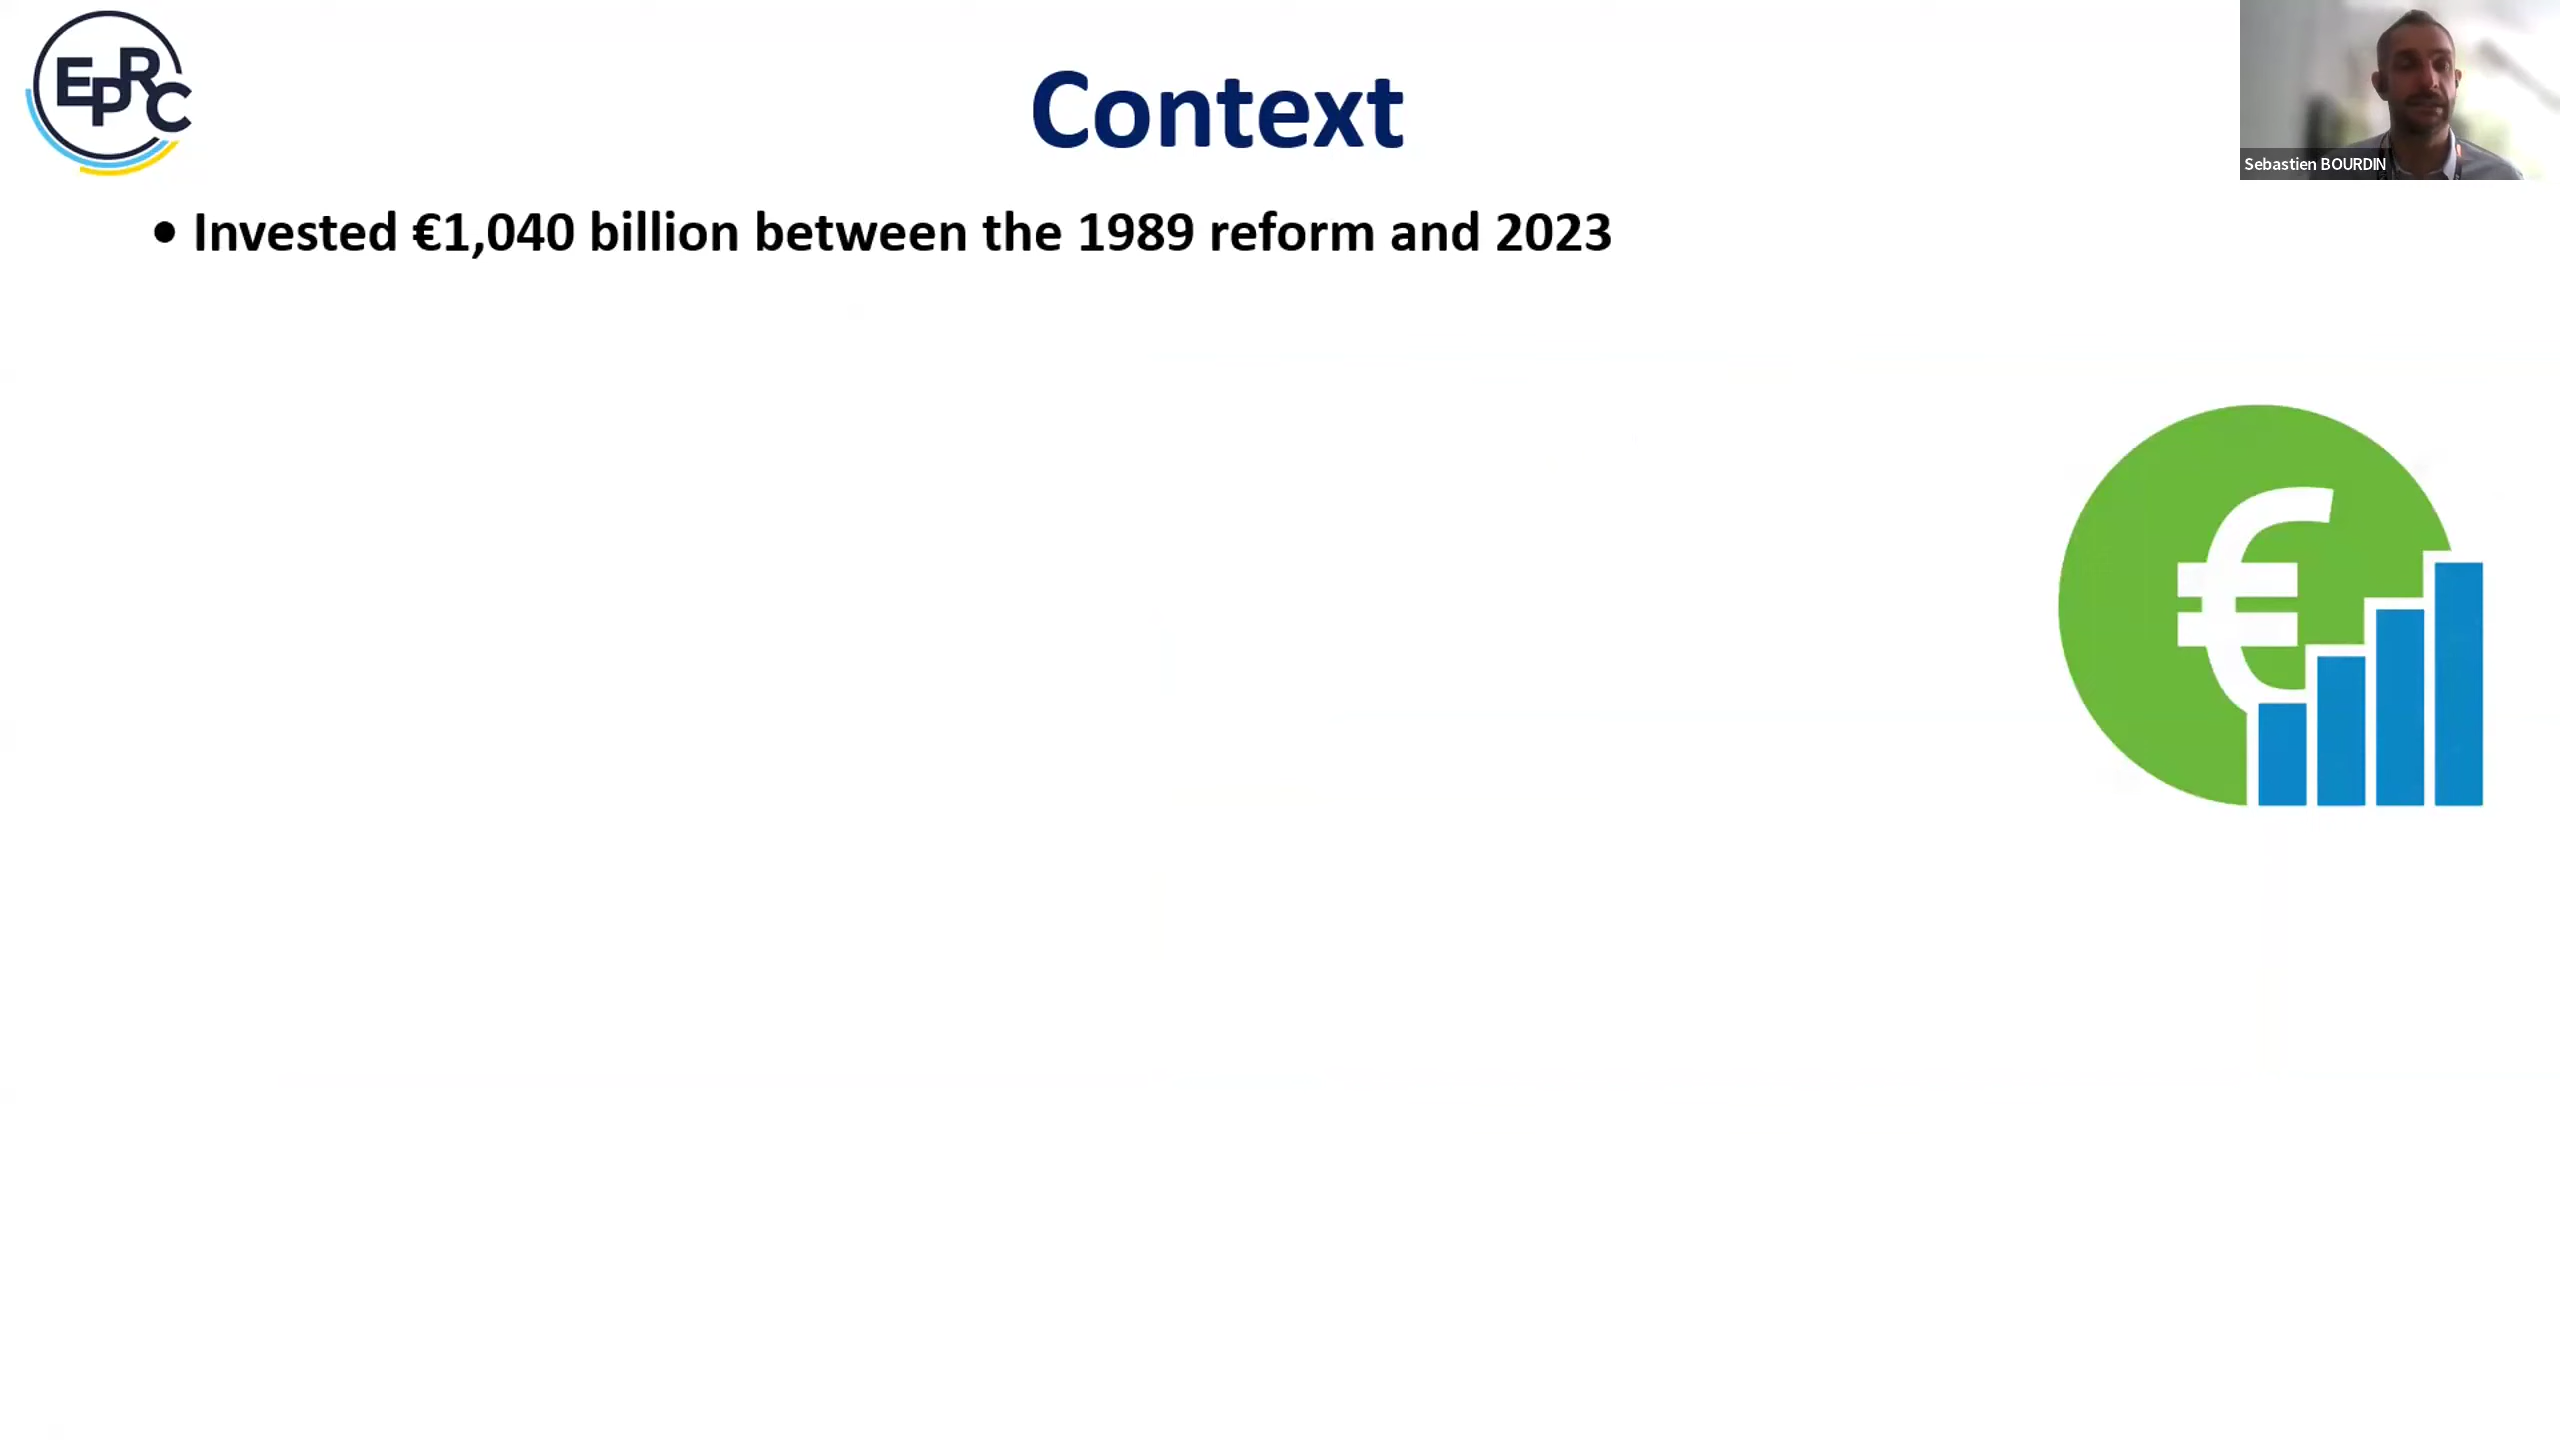 EPRC
Context
Sebastien BOURDIN
• Invested €1,040 billion between the 1989 reform and 2023
€